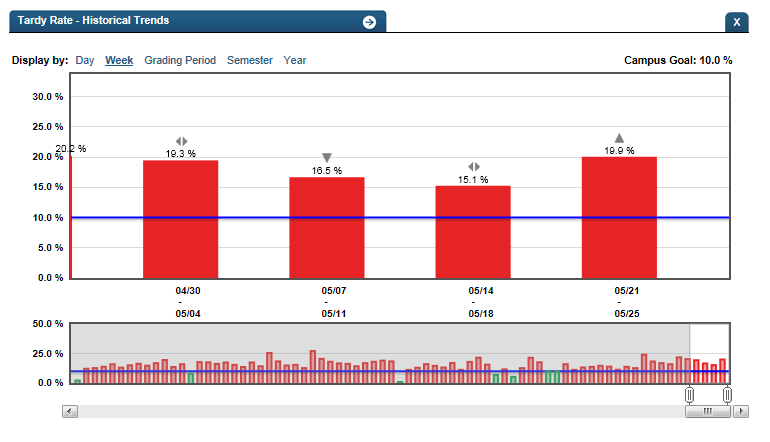 Tardy Rate - Historical Trends
X
Display by: Day Week Grading Period Semester Year
Campus Goal: 10.0 %
30.0 %
25.0 %
20.0 %
15.0 %
10.0 %
5.0 %
0.0 %
20.2 %
19.3 %
16.5 %
15.1 %
19.9 %
04/30 - 05/04
05/07 - 05/11
05/14 - 05/18
05/21 - 05/25
50.0 %
25.0 %
0.0 %